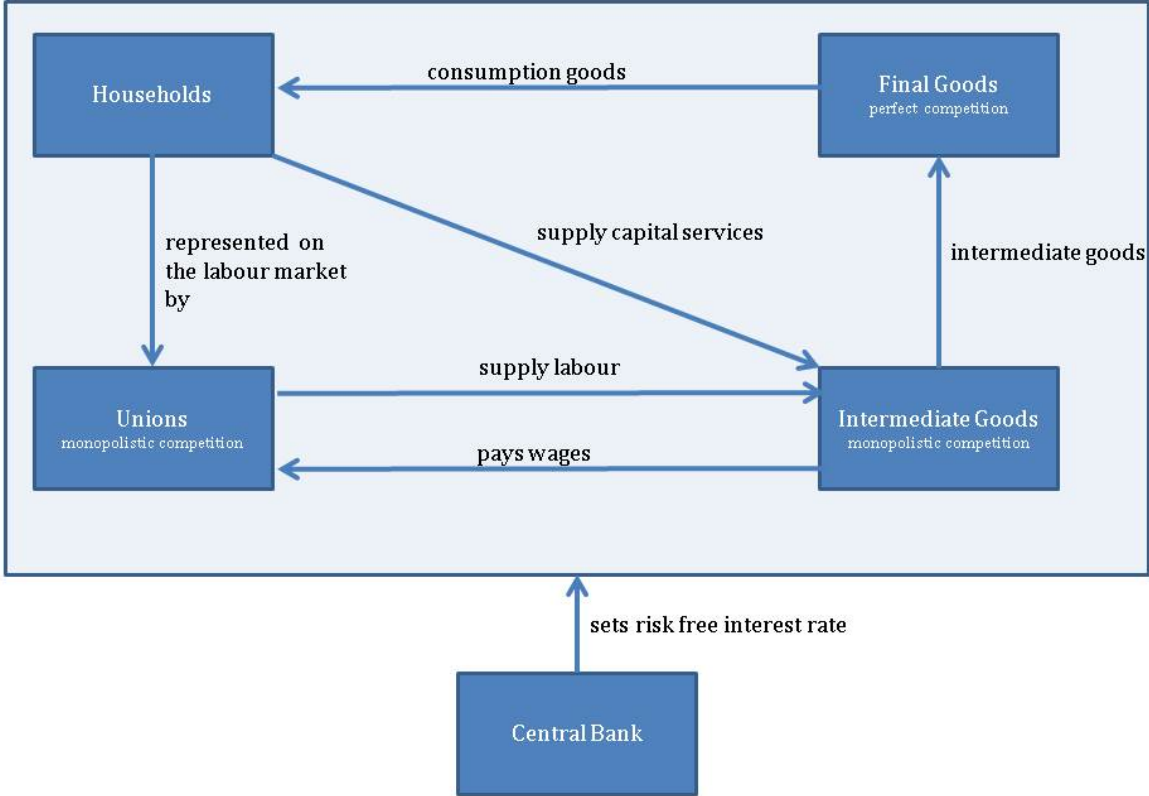 Households
consumption goods
Final Goods
perfect competition
represented on
the labour market
by
supply capital services
intermediate goods
supply labour
Unions
monopolistic competition
Intermediate Goods
monopolistic competition
pays wages
sets risk free interest rate
Central Bank